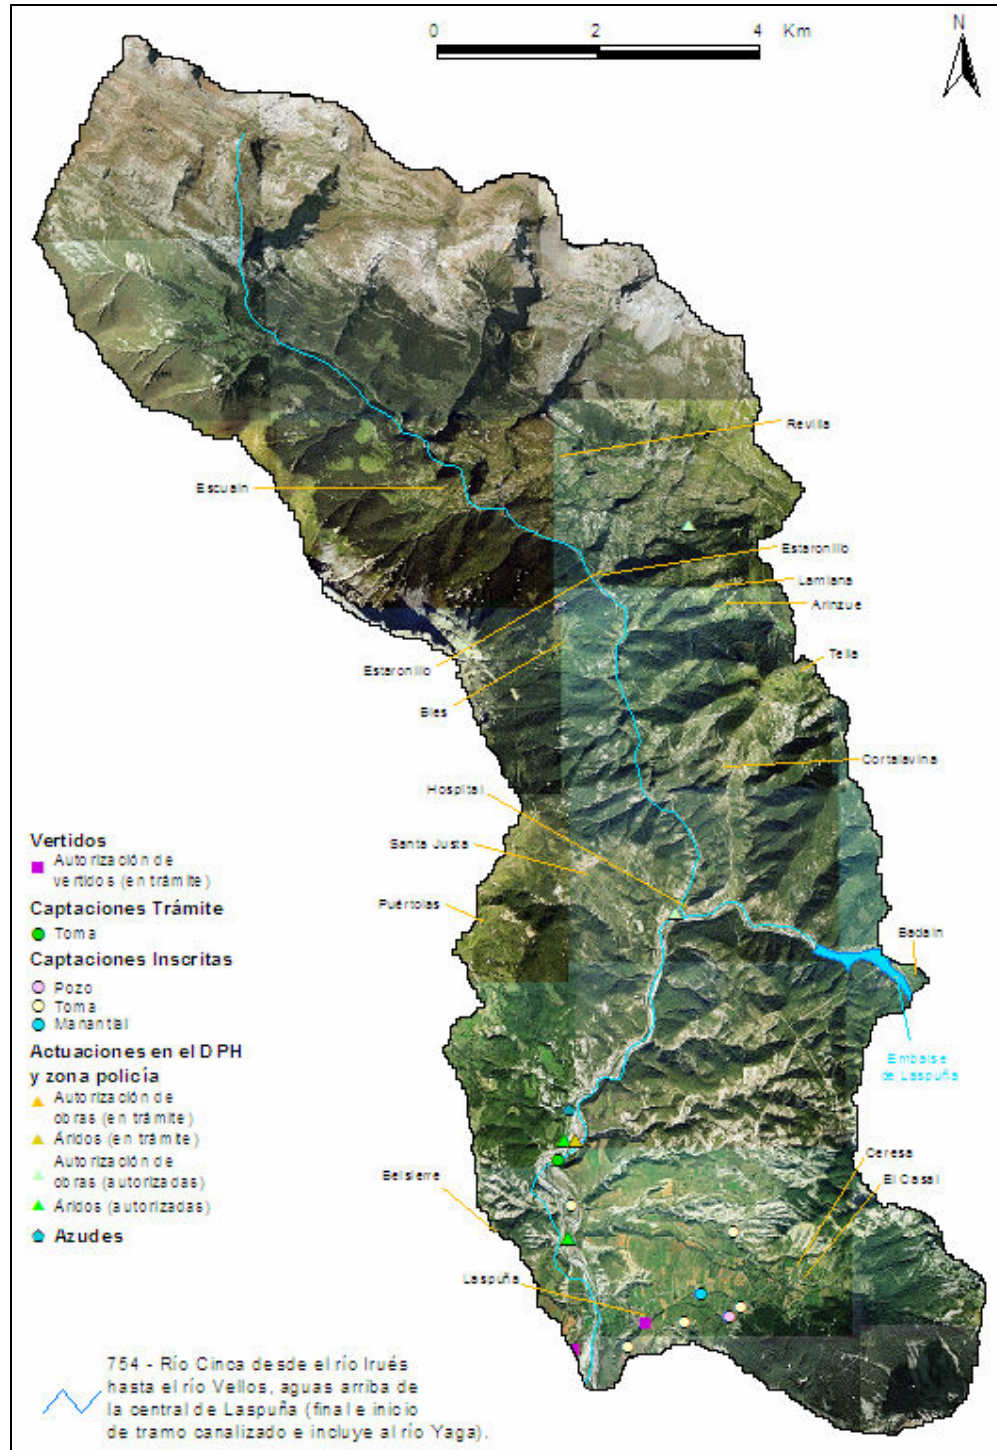 0 2 4 Km
N
Revilla
Escuain
Estaronillo
Lamiana
Arinzue
Tella
Estaronillo
Bies
Cortalavina
Hospital
Santa Justa
Puértolas
Badain
Embalse
de Laspuña
Ceresa
El Casal
Belsierre
Laspuña
Vertidos
Autorización de
vertidos (en trámite)
Captaciones Trámite
Toma
Captaciones Inscritas
Pozo
Toma
Manantial
Actuaciones en el DPH
y zona policía
Autorización de
obras (en trámite)
Áridos (en trámite)
Autorización de
obras (autorizadas)
Áridos (autorizadas)
Azudes
754 - Río Cinca desde el río Irués
hasta el río Vellos, aguas arriba de
la central de Laspuña (final e inicio
de tramo canalizado e incluye al río Yaga).